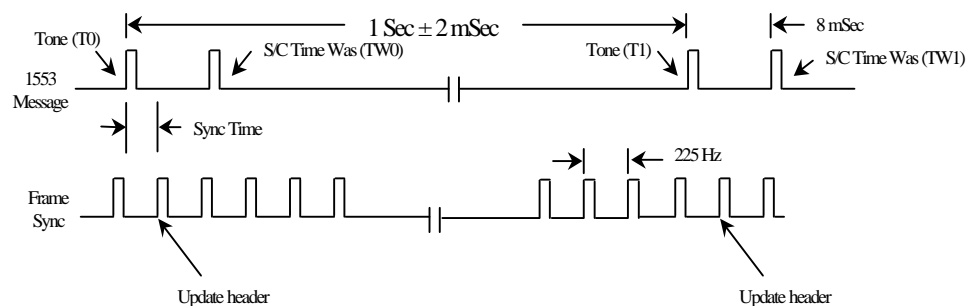 1 Sec ± 2 mSec
8 mSec
Tone (T0)
S/C Time Was (TW0)
Tone (T1)
S/C Time Was (TW1)
1553
Message
Sync Time
225 Hz
Frame
Sync
Update header
Update header